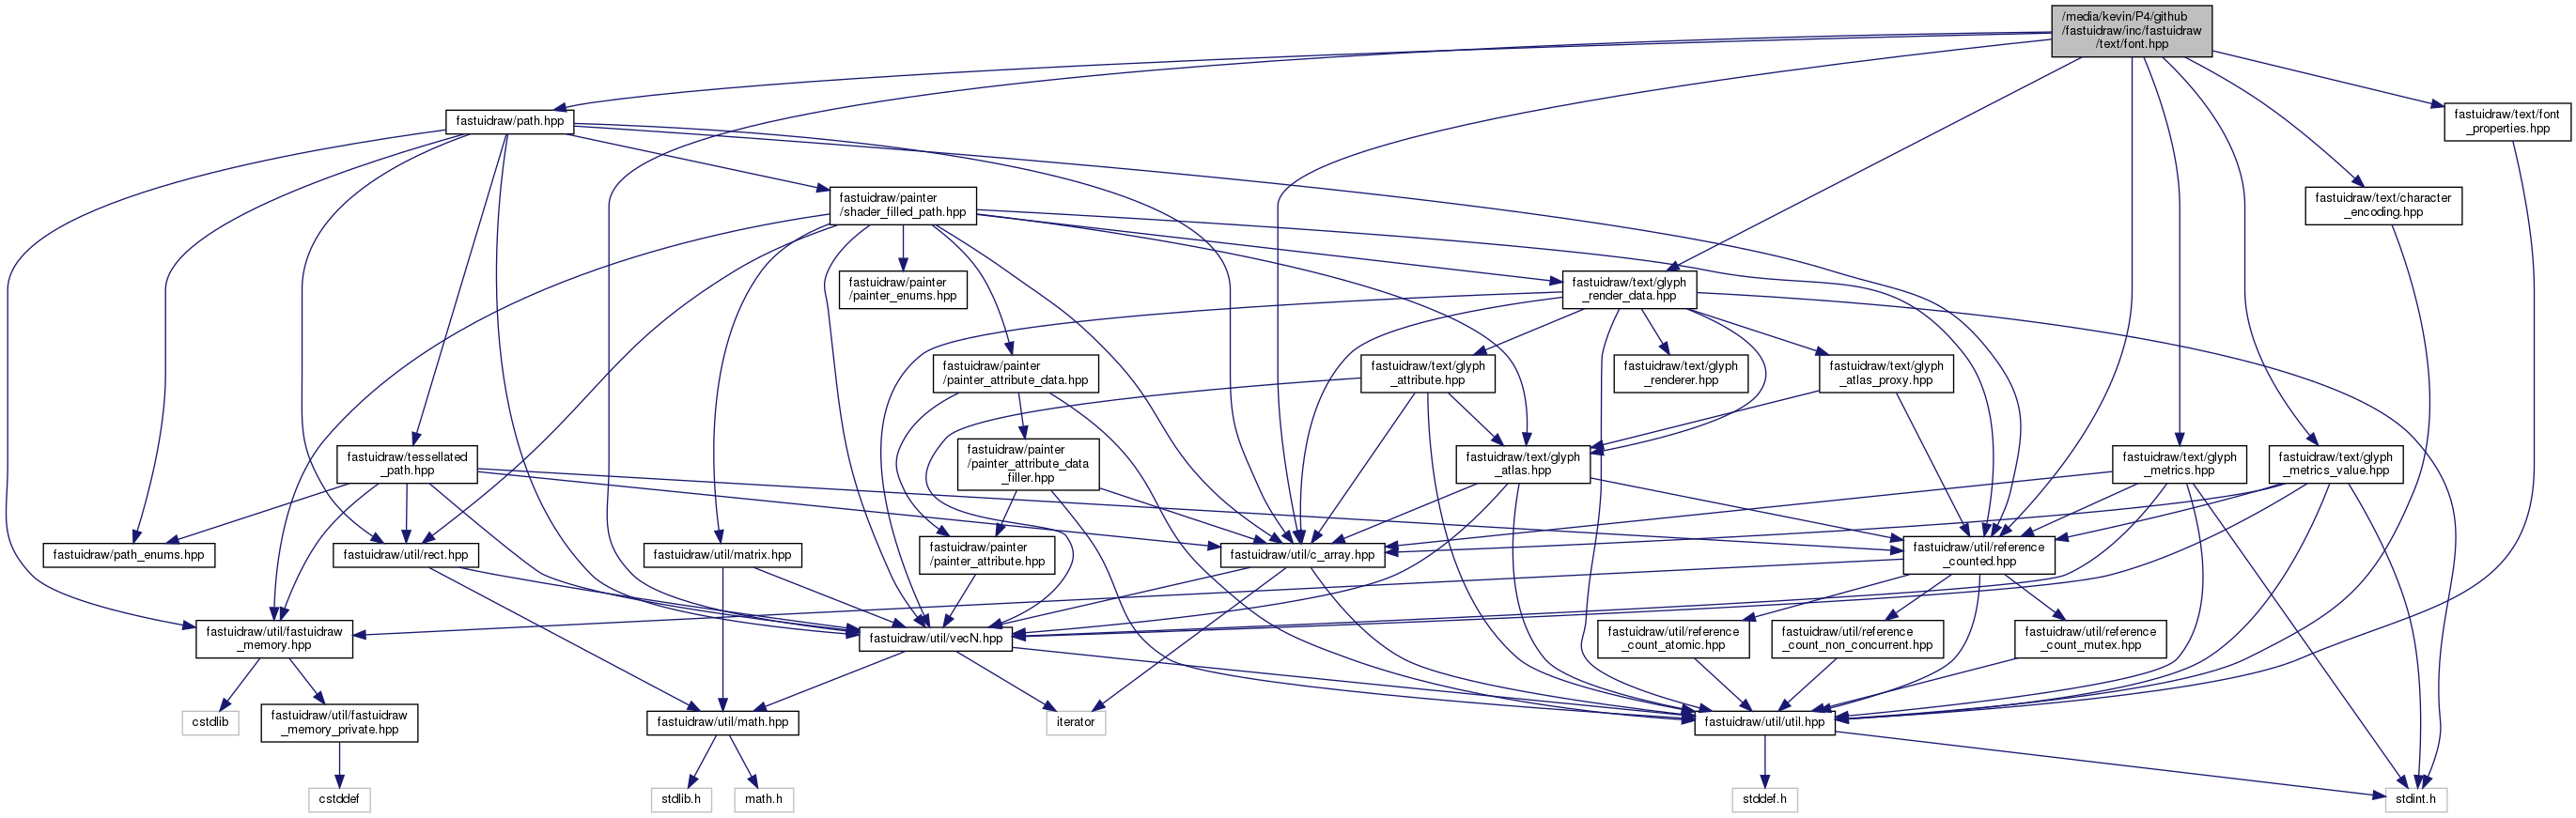 /media/kevin/P4/github
/fastuidraw/inc/fastuidraw
/text/font.hpp
fastuidraw/path.hpp
fastuidraw/text/font
_properties.hpp
fastuidraw/painter
/shader_filled_path.hpp
fastuidraw/text/character
_encoding.hpp
fastuidraw/painter
/painter_enums.hpp
fastuidraw/text/glyph
_render_data.hpp
fastuidraw/painter
/painter_attribute_data.hpp
fastuidraw/text/glyph
_attribute.hpp
fastuidraw/text/glyph
_renderer.hpp
fastuidraw/text/glyph
_atlas_proxy.hpp
fastuidraw/tessellated
_path.hpp
fastuidraw/painter
/painter_attribute_data
_filler.hpp
fastuidraw/text/glyph
_atlas.hpp
fastuidraw/text/glyph
_metrics.hpp
fastuidraw/text/glyph
_metrics_value.hpp
fastuidraw/path_enums.hpp
fastuidraw/util/rect.hpp
fastuidraw/util/matrix.hpp
fastuidraw/painter
/painter_attribute.hpp
fastuidraw/util/c_array.hpp
fastuidraw/util/reference
_counted.hpp
fastuidraw/util/fastuidraw
_memory.hpp
fastuidraw/util/vecN.hpp
fastuidraw/util/reference
_count_atomic.hpp
fastuidraw/util/reference
_count_non_concurrent.hpp
fastuidraw/util/reference
_count_mutex.hpp
cstdlib
fastuidraw/util/fastuidraw
_memory_private.hpp
fastuidraw/util/math.hpp
iterator
fastuidraw/util/util.hpp
cstddef
stdlib.h
math.h
stddef.h
stdint.h